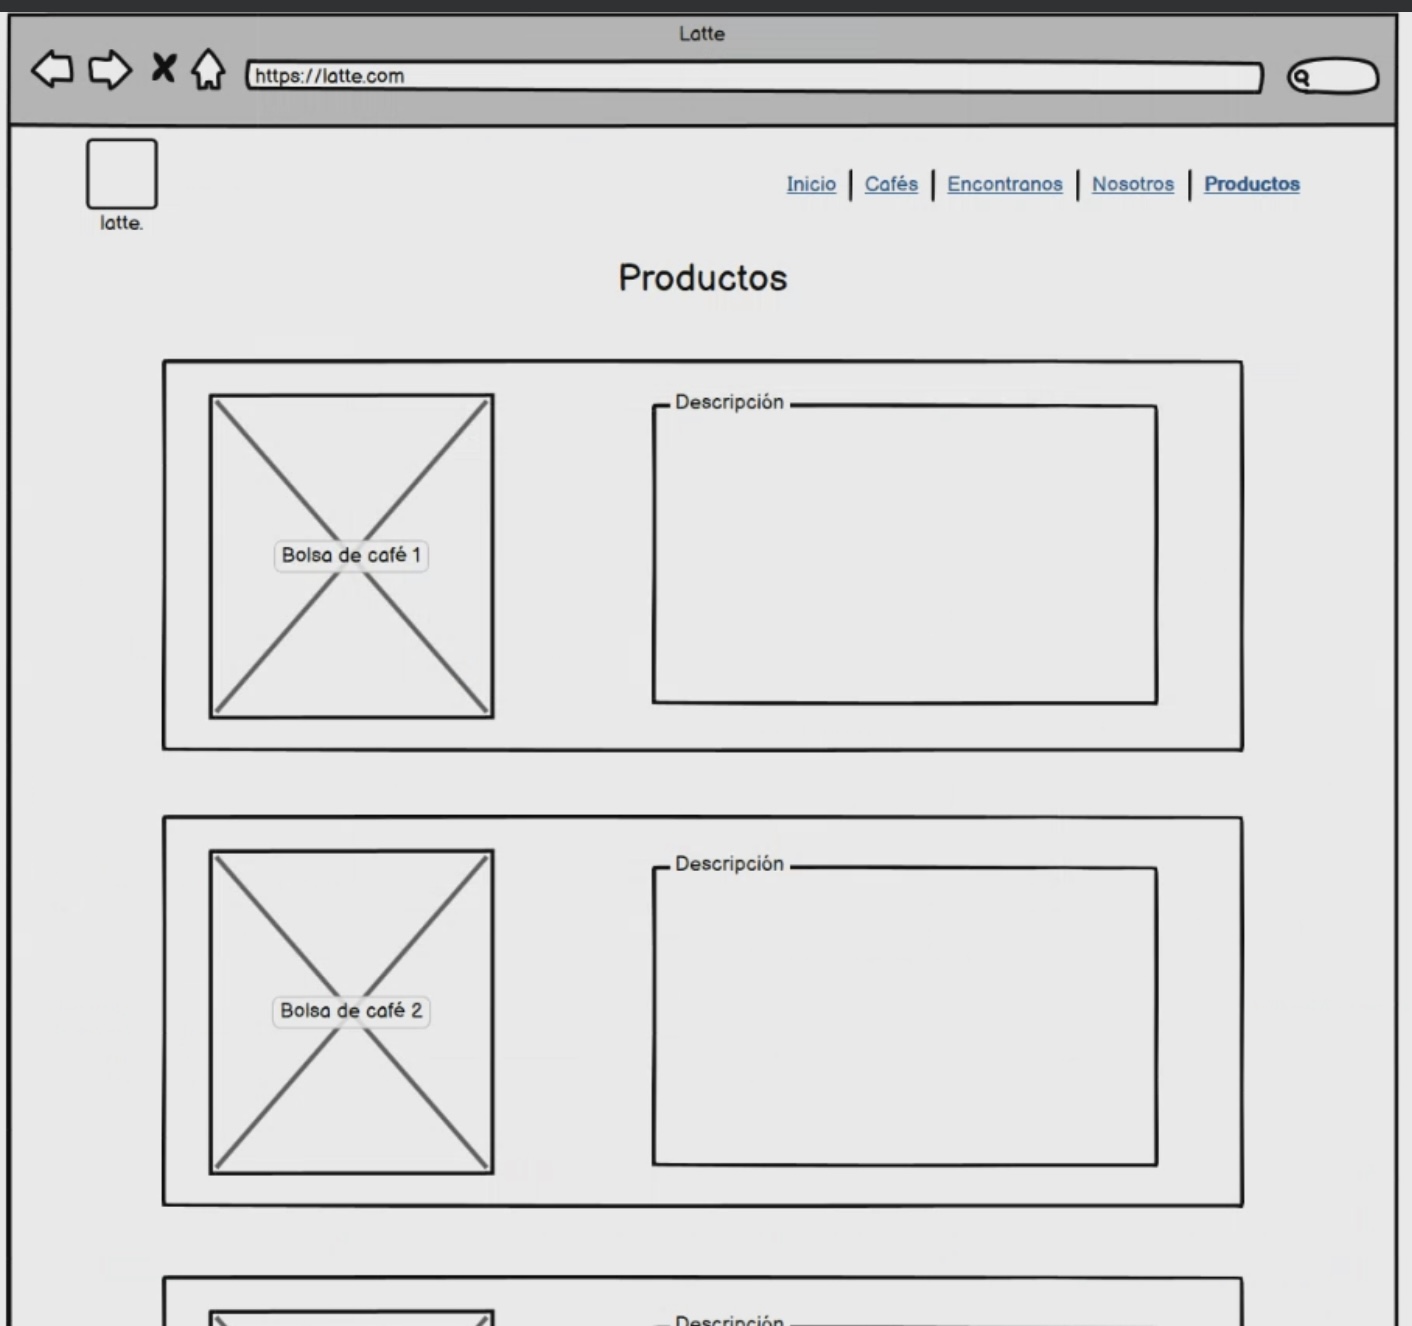 Latte
https://latte.com
Inicio | Cafés | Encontranos | Nosotros | Productos
latte.
Productos
Descripción
Bolsa de café 1
Descripción
Bolsa de café 2
Descripción